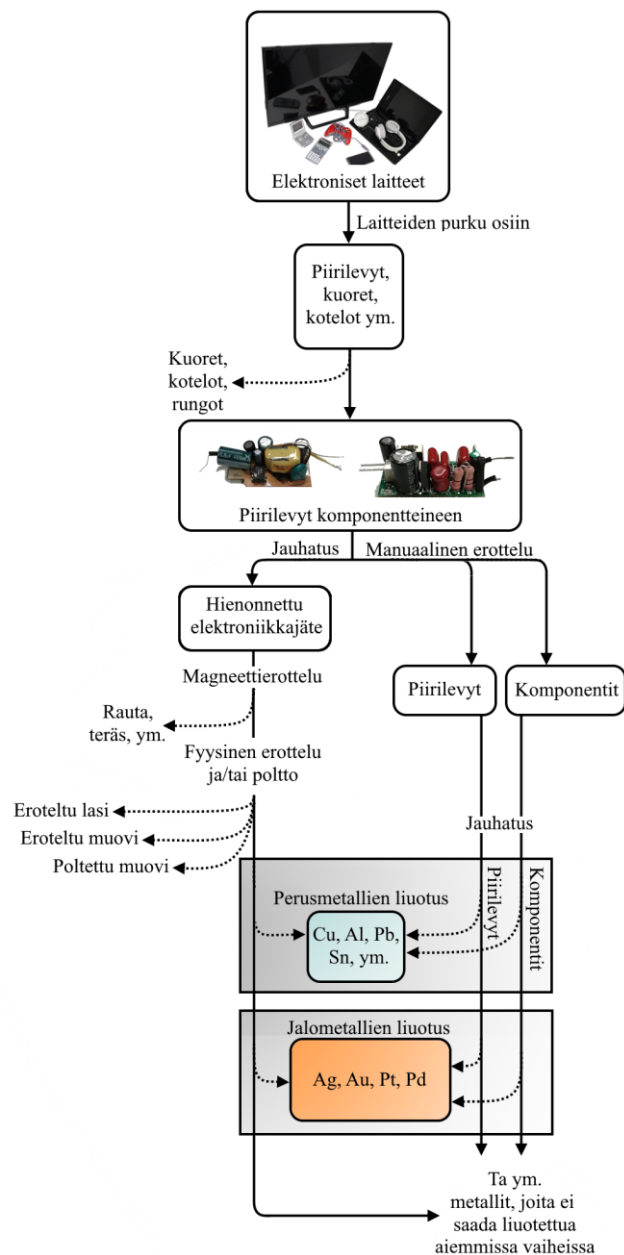 Elektroniset laitteet
Laitteiden purku osiin
Piirilevyt,
kuoret,
kotelot ym.
Kuoret,
kotelot,
rungot
Piirilevyt komponentteineen
Jauhatus
Manuaalinen erottelu
Hienonnettu
elektroniikkajäte
Magneettierottelu
Piirilevyt
Komponentit
Rauta,
teräs, ym.
Fyysinen erottelu
ja/tai poltto
Eroteltu lasi
Eroteltu muovi
Poltettu muovi
Jauhatus
Piirilevyt
Komponentit
Perusmetallien liuotus
Cu, Al, Pb,
Sn, ym.
Jalometallien liuotus
Ag, Au, Pt, Pd
Ta ym.
metallit, joita ei
saada liuotettua
aiemmissa vaiheissa